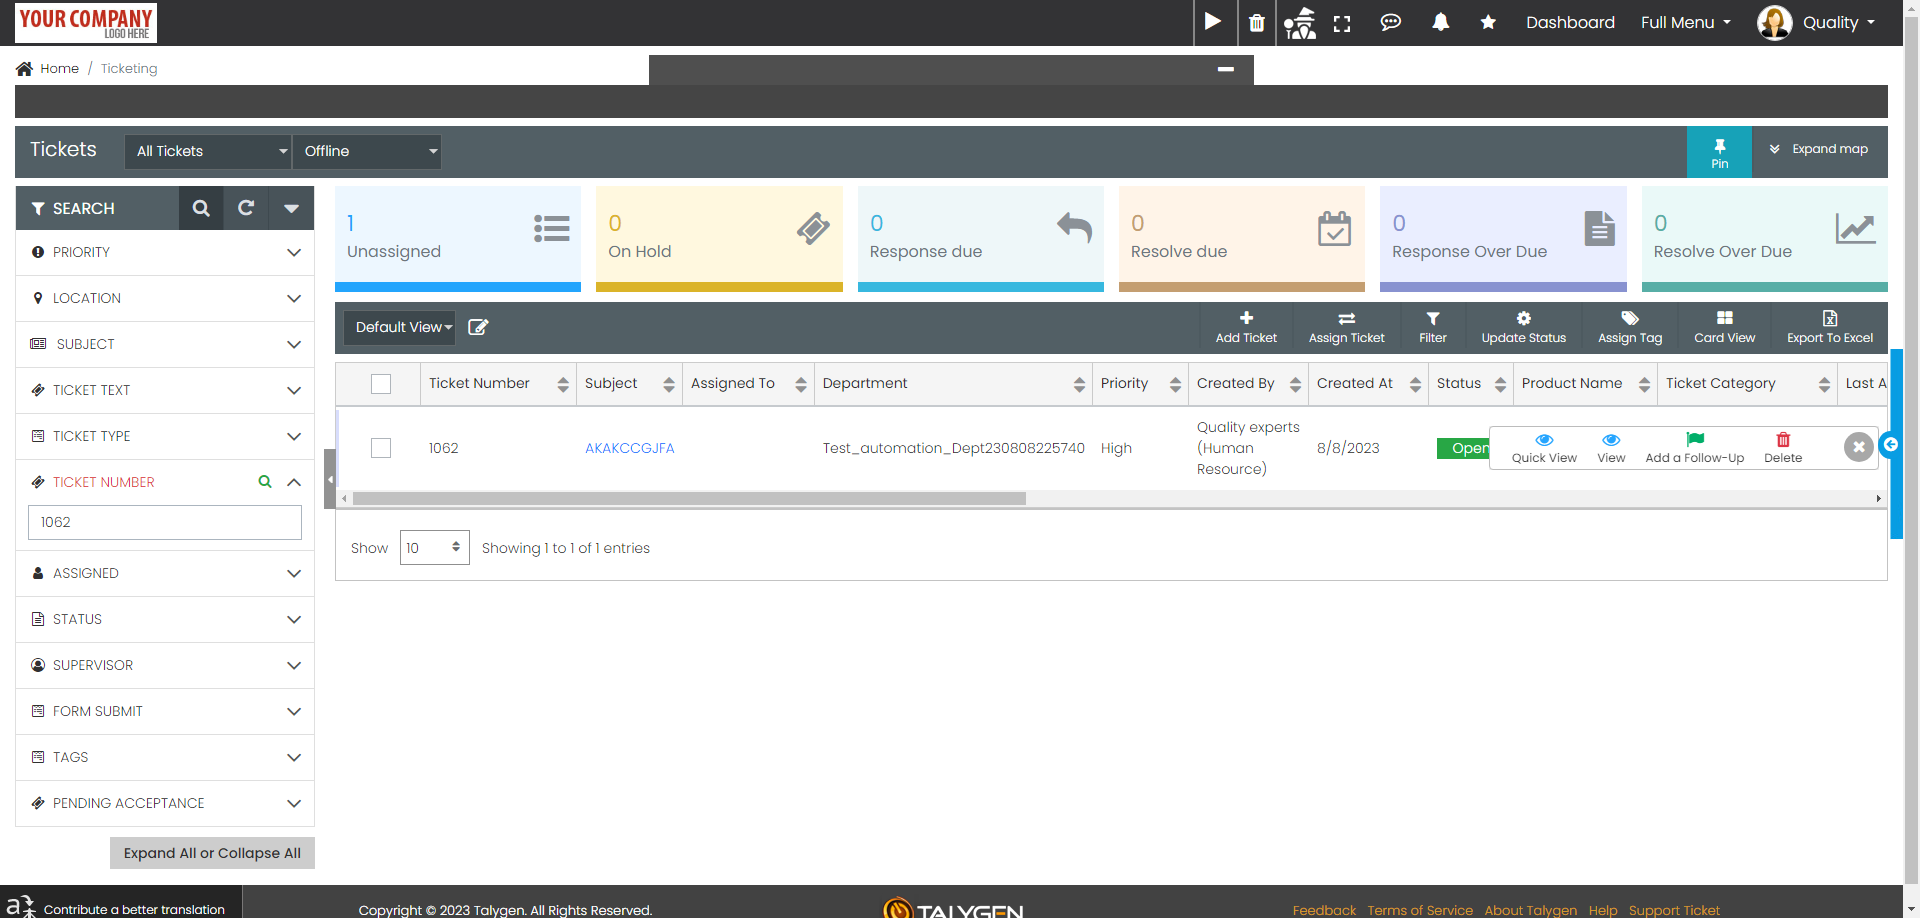 YOUR COMPANY
LOGO HERE
Dashboard
Full Menu
Quality
Home / Ticketing
Tickets
All Tickets
Offline
Pin
Expand map
SEARCH
PRIORITY
LOCATION
SUBJECT
TICKET TEXT
TICKET TYPE
TICKET NUMBER
1062
ASSIGNED
STATUS
SUPERVISOR
FORM SUBMIT
TAGS
PENDING ACCEPTANCE
Expand All or Collapse All
1
Unassigned
0
On Hold
0
Response due
0
Resolve due
0
Response Over Due
0
Resolve Over Due
Default View
Add Ticket
Assign Ticket
Filter
Update Status
Assign Tag
Card View
Export To Excel
Ticket Number Subject Assigned To Department Priority Created By Created At Status Product Name Ticket Category Last A
1062 AKAKCCGJFA Test_automation_Dept230808225740 High Quality experts (Human Resource) 8/8/2023 Open
Quick View View Add a Follow-Up Delete
Show 10 Showing 1 to 1 of 1 entries
Contribute a better translation
Copyright © 2023 Talygen. All Rights Reserved.
TALYGEN
Feedback Terms of Service About Talygen Help Support Ticket